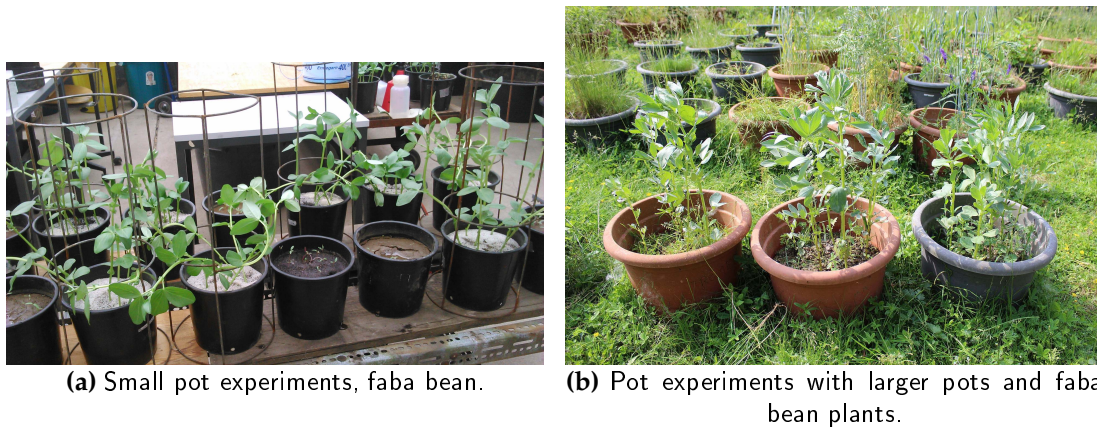 (a) Small pot experiments, faba bean.
(b) Pot experiments with larger pots and faba
bean plants.